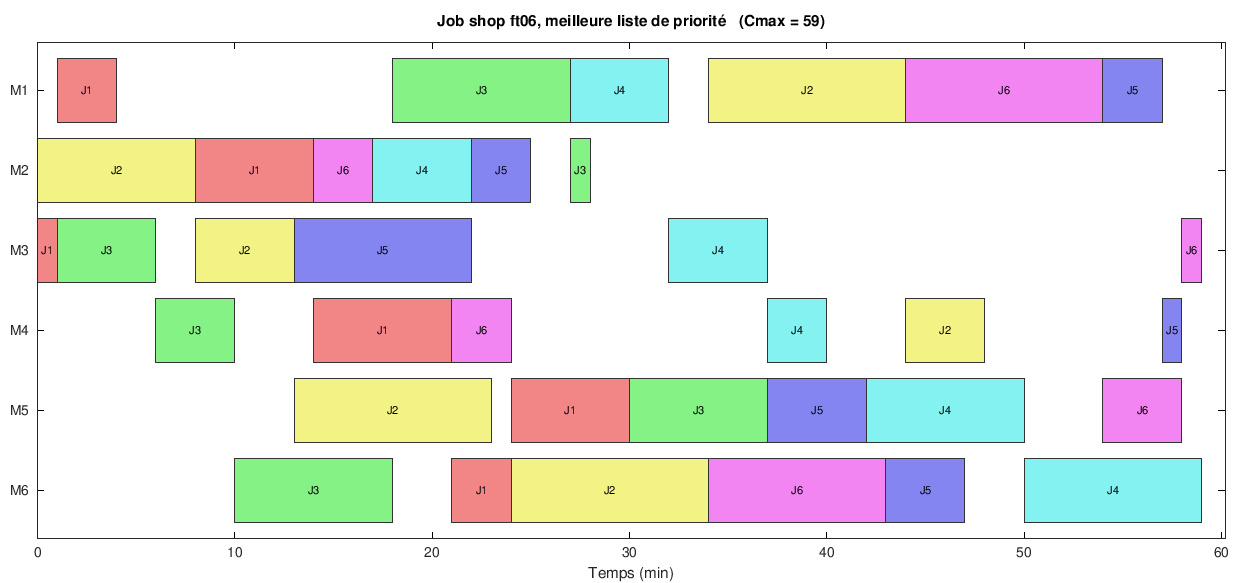 Job shop ft06, meilleure liste de priorité (Cmax = 59)
M1 J1 J3 J4 J2 J6 J5
M2 J2 J1 J6 J4 J5 J3
M3 J1 J3 J2 J5 J4 J6
M4 J3 J1 J6 J4 J2 J5
M5 J2 J1 J3 J5 J4 J6
M6 J3 J1 J2 J6 J5 J4
0 10 20 30 40 50 60
Temps (min)